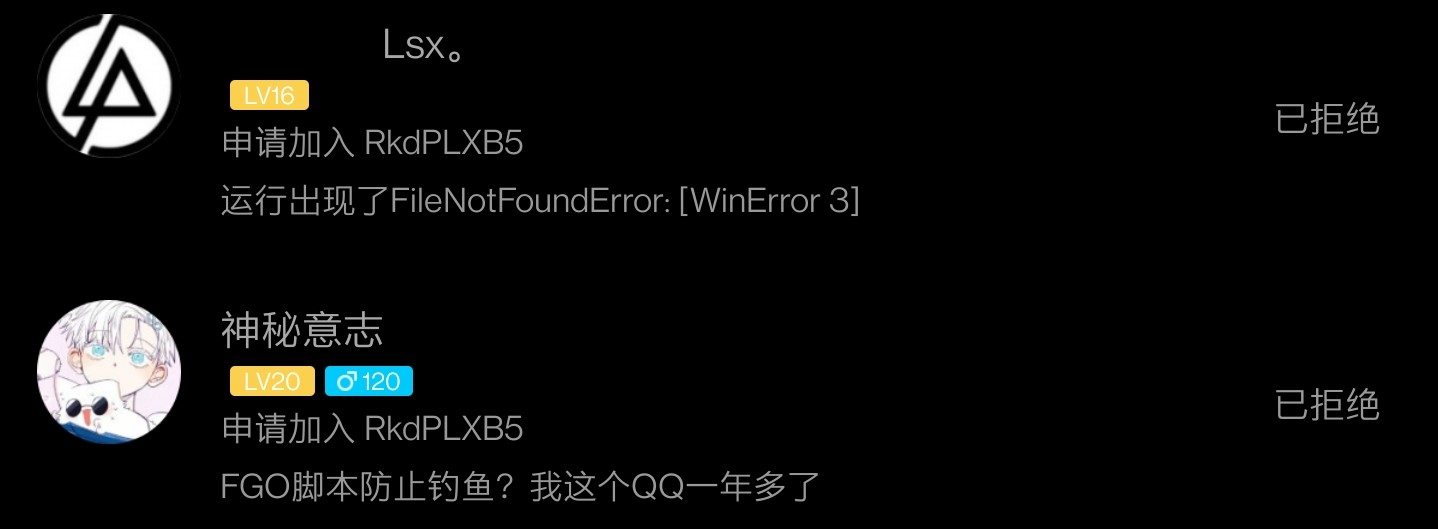 Lsx。
LV16
申请加入 RkdPLXB5
已拒绝
运行出现了FileNotFoundError: [WinError 3]
神秘意志
LV20 ♂120
申请加入 RkdPLXB5
已拒绝
FGO脚本防止钓鱼？我这个QQ一年多了